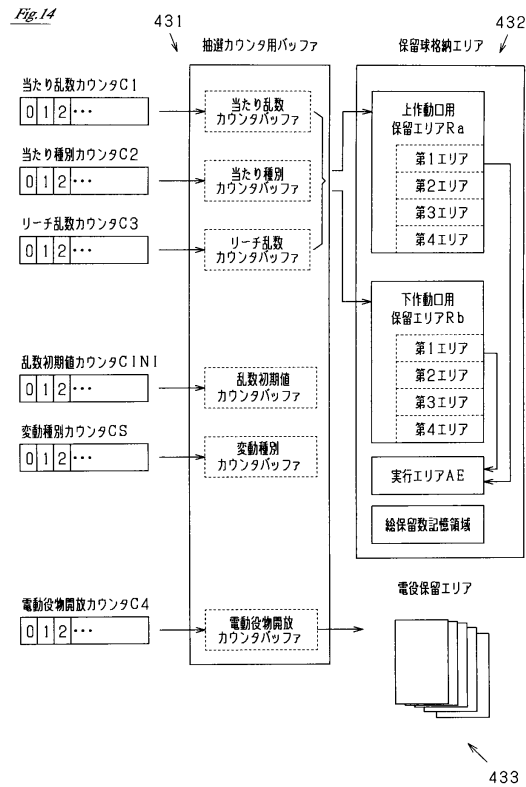 Fig.14
431
432
抽選カウンタ用バッファ
保留球格納エリア
当たり乱数カウンタC1
0 1 2 ･･･
当たり乱数
カウンタバッファ
当たり種別カウンタC2
0 1 2 ･･･
当たり種別
カウンタバッファ
リーチ乱数カウンタC3
0 1 2 ･･･
リーチ乱数
カウンタバッファ
上作動口用
保留エリアRa
第1エリア
第2エリア
第3エリア
第4エリア
下作動口用
保留エリアRb
第1エリア
第2エリア
第3エリア
第4エリア
乱数初期値カウンタCINI
0 1 2 ･･･
乱数初期値
カウンタバッファ
変動種別カウンタCS
0 1 2 ･･･
変動種別
カウンタバッファ
実行エリアAE
総保留数記憶領域
電動役物開放カウンタC4
0 1 2 ･･･
電動役物開放
カウンタバッファ
電役保留エリア
433